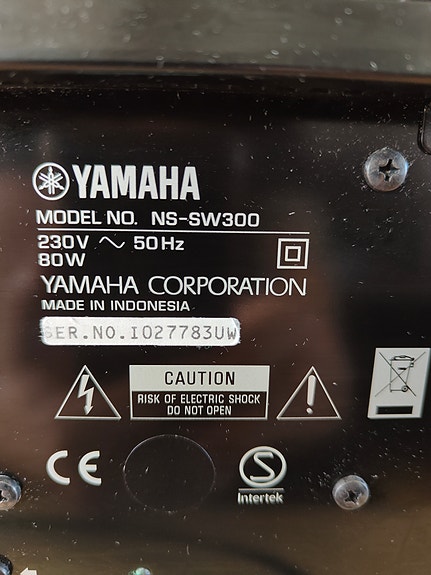 YAMAHA
MODEL NO. NS-SW300
230V ~ 50Hz
80W
YAMAHA CORPORATION
MADE IN INDONESIA
SER.NO.I027783UW
CAUTION
RISK OF ELECTRIC SHOCK
DO NOT OPEN
CE
S
Intertek